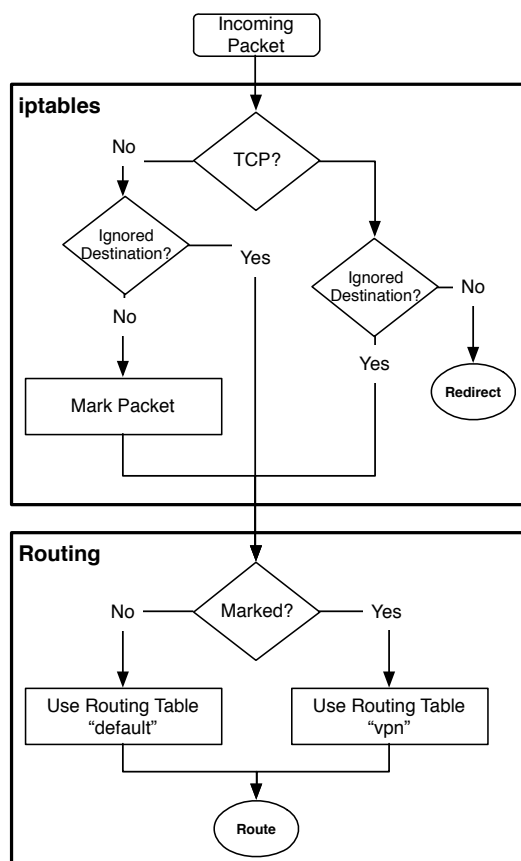 Incoming
Packet
iptables
TCP?
No
Ignored
Destination?
Yes
No
Mark Packet
Ignored
Destination?
No
Yes
Redirect
Routing
Marked?
No
Yes
Use Routing Table
“default”
Use Routing Table
“vpn”
Route